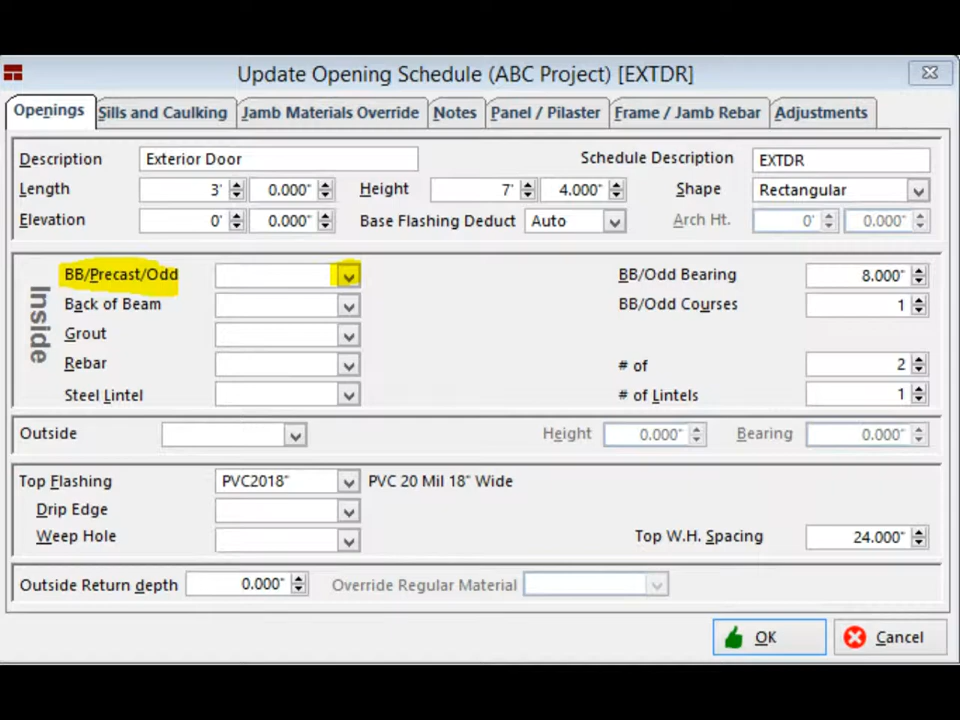 Update Opening Schedule (ABC Project) [EXTDR]
Openings Sills and Caulking Jamb Materials Override Notes Panel / Pilaster Frame / Jamb Rebar Adjustments
Description Exterior Door Schedule Description EXTDR
Length 3' 0.000" Height 7' 4.000" Shape Rectangular
Elevation 0' 0.000" Base Flashing Deduct Auto Arch Ht. 0' 0.000"
Inside
BB/Precast/Odd BB/Odd Bearing 8.000"
Back of Beam BB/Odd Courses 1
Grout
Rebar # of 2
Steel Lintel # of Lintels 1
Outside Height 0.000" Bearing 0.000"
Top Flashing PVC2018" PVC 20 Mil 18" Wide
Drip Edge
Weep Hole Top W.H. Spacing 24.000"
Outside Return depth 0.000" Override Regular Material
OK Cancel